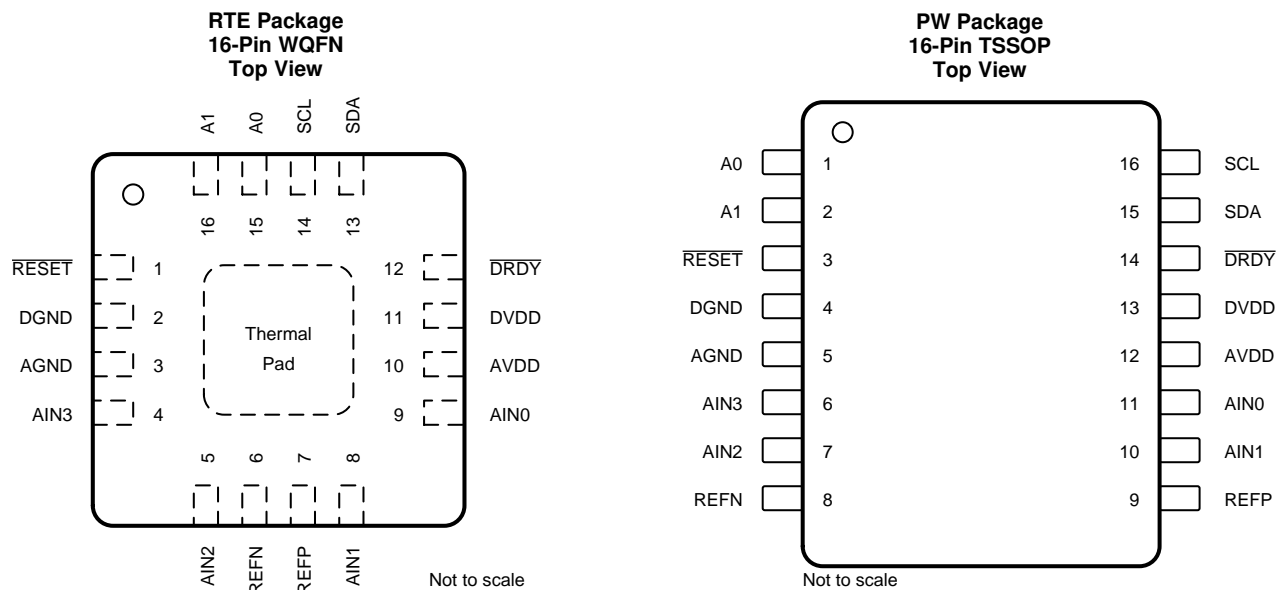 RTE Package
16-Pin WQFN
Top View
A1
A0
SCL
SDA
16
15
14
13
RESET 1
DGND 2
AGND 3
AIN3 4
12 DRDY
11 DVDD
10 AVDD
9 AIN0
Thermal
Pad
5
6
7
8
AIN2
REFN
REFP
AIN1
Not to scale
PW Package
16-Pin TSSOP
Top View
A0 1
A1 2
RESET 3
DGND 4
AGND 5
AIN3 6
AIN2 7
REFN 8
16 SCL
15 SDA
14 DRDY
13 DVDD
12 AVDD
11 AIN0
10 AIN1
9 REFP
Not to scale